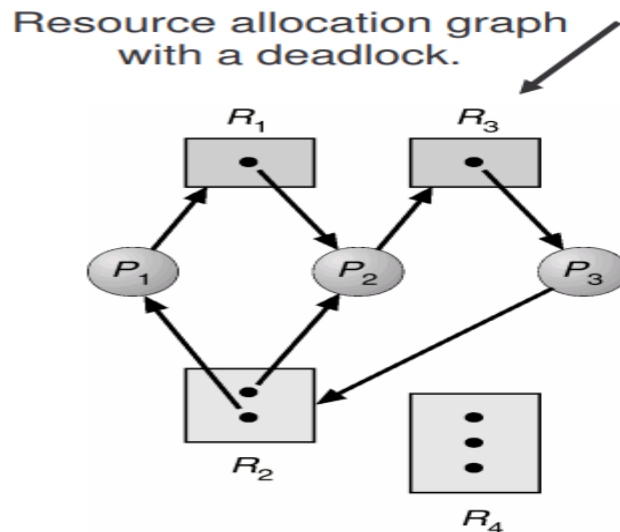 Resource allocation graph
with a deadlock.
R1 R3
P1 P2 P3
R2
R4